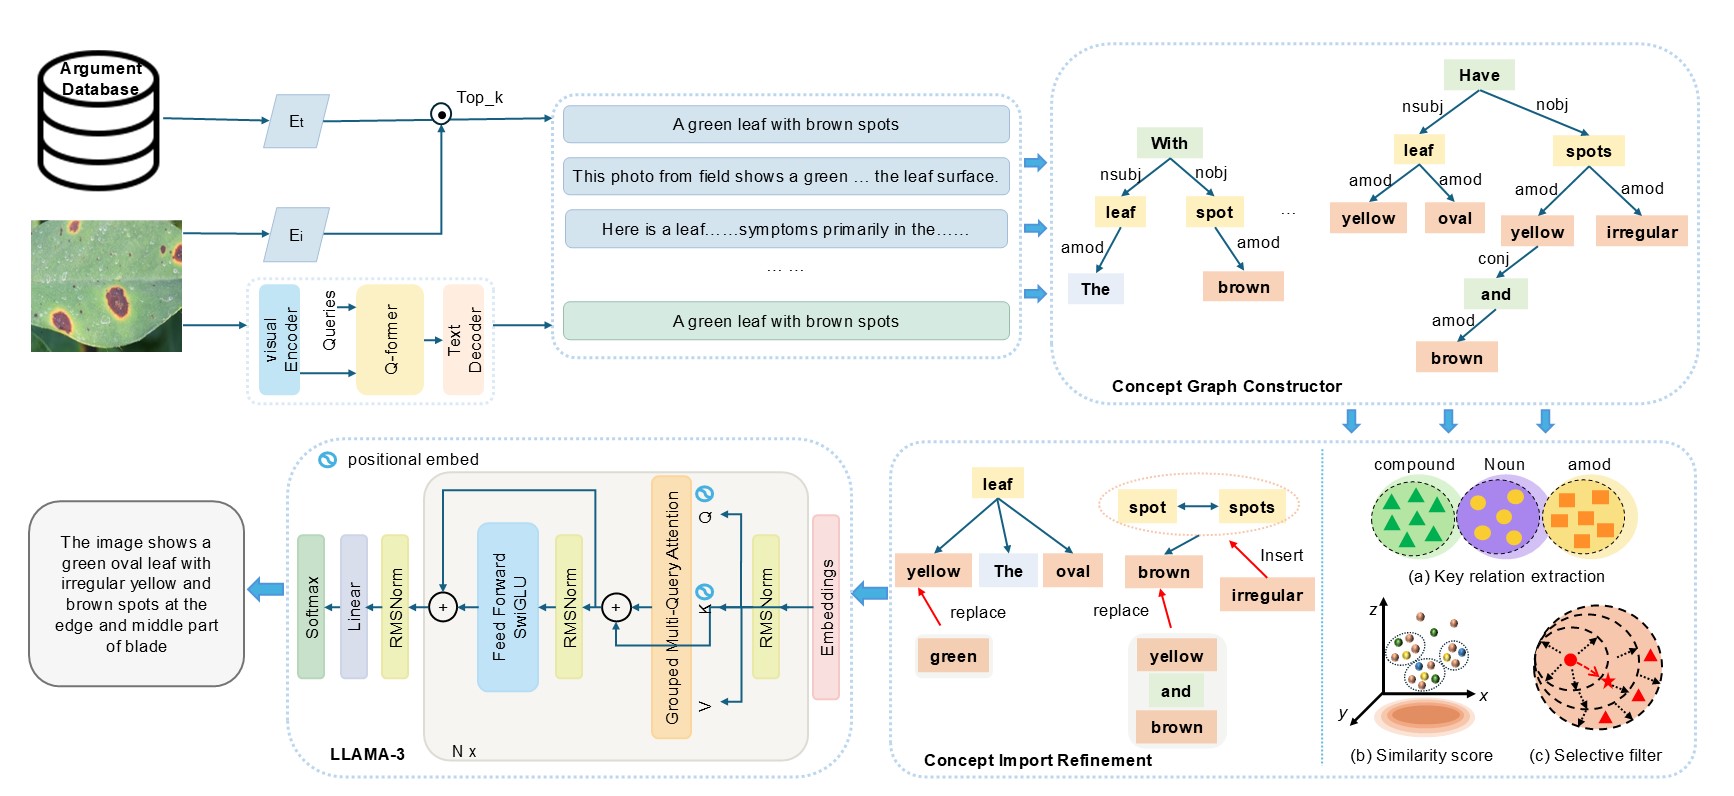 Argument
Database
Et
Top_k
Ei
visual
Encoder
Queries
Q-former
Text
Decoder
A green leaf with brown spots
This photo from field shows a green … the leaf surface.
Here is a leaf……symptoms primarily in the……
… …
A green leaf with brown spots
With
nsubj
nobj
leaf
spot
amod
amod
The
brown
…
Have
nsubj
nobj
leaf
spots
amod
amod
amod
amod
yellow
oval
yellow
irregular
conj
and
amod
brown
Concept Graph Constructor
compound
Noun
amod
(a) Key relation extraction
z
x
y
(b) Similarity score
(c) Selective filter
leaf
yellow
The
oval
replace
green
spot
spots
brown
Insert
irregular
replace
yellow
and
brown
Concept Import Refinement
positional embed
Embeddings
RMSNorm
Q
K
V
Grouped Multi-Query Attention
+
RMSNorm
Feed Forward
SwiGLU
+
RMSNorm
Linear
Softmax
N x
LLAMA-3
The image shows a
green oval leaf with
irregular yellow and
brown spots at the
edge and middle part
of blade